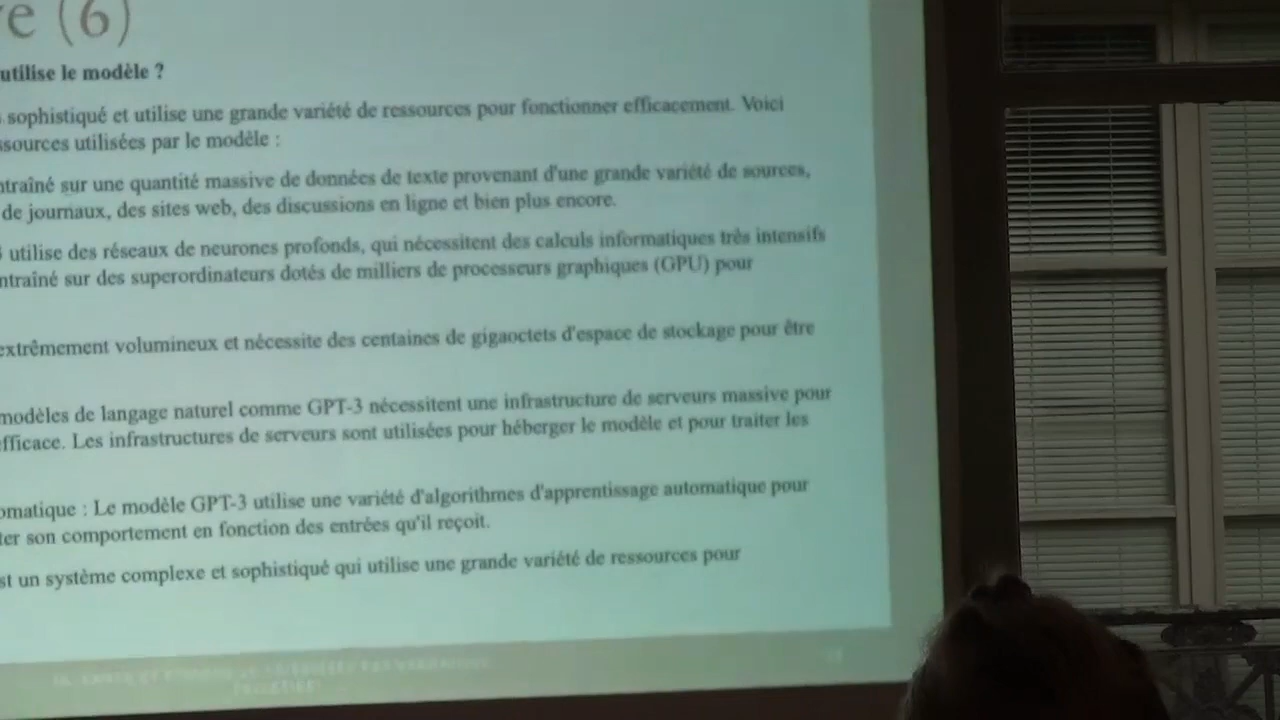 e (6)
utilise le modèle ?
sophistiqué et utilise une grande variété de ressources pour fonctionner efficacement. Voici
ssources utilisées par le modèle :
ntraîné sur une quantité massive de données de texte provenant d'une grande variété de sources,
de journaux, des sites web, des discussions en ligne et bien plus encore.
utilise des réseaux de neurones profonds, qui nécessitent des calculs informatiques très intensifs
ntraîné sur des superordinateurs dotés de milliers de processeurs graphiques (GPU) pour
extrêmement volumineux et nécessite des centaines de gigaoctets d'espace de stockage pour être
modèles de langage naturel comme GPT-3 nécessitent une infrastructure de serveurs massive pour
efficace. Les infrastructures de serveurs sont utilisées pour héberger le modèle et pour traiter les
omatique : Le modèle GPT-3 utilise une variété d'algorithmes d'apprentissage automatique pour
ter son comportement en fonction des entrées qu'il reçoit.
st un système complexe et sophistiqué qui utilise une grande variété de ressources pour